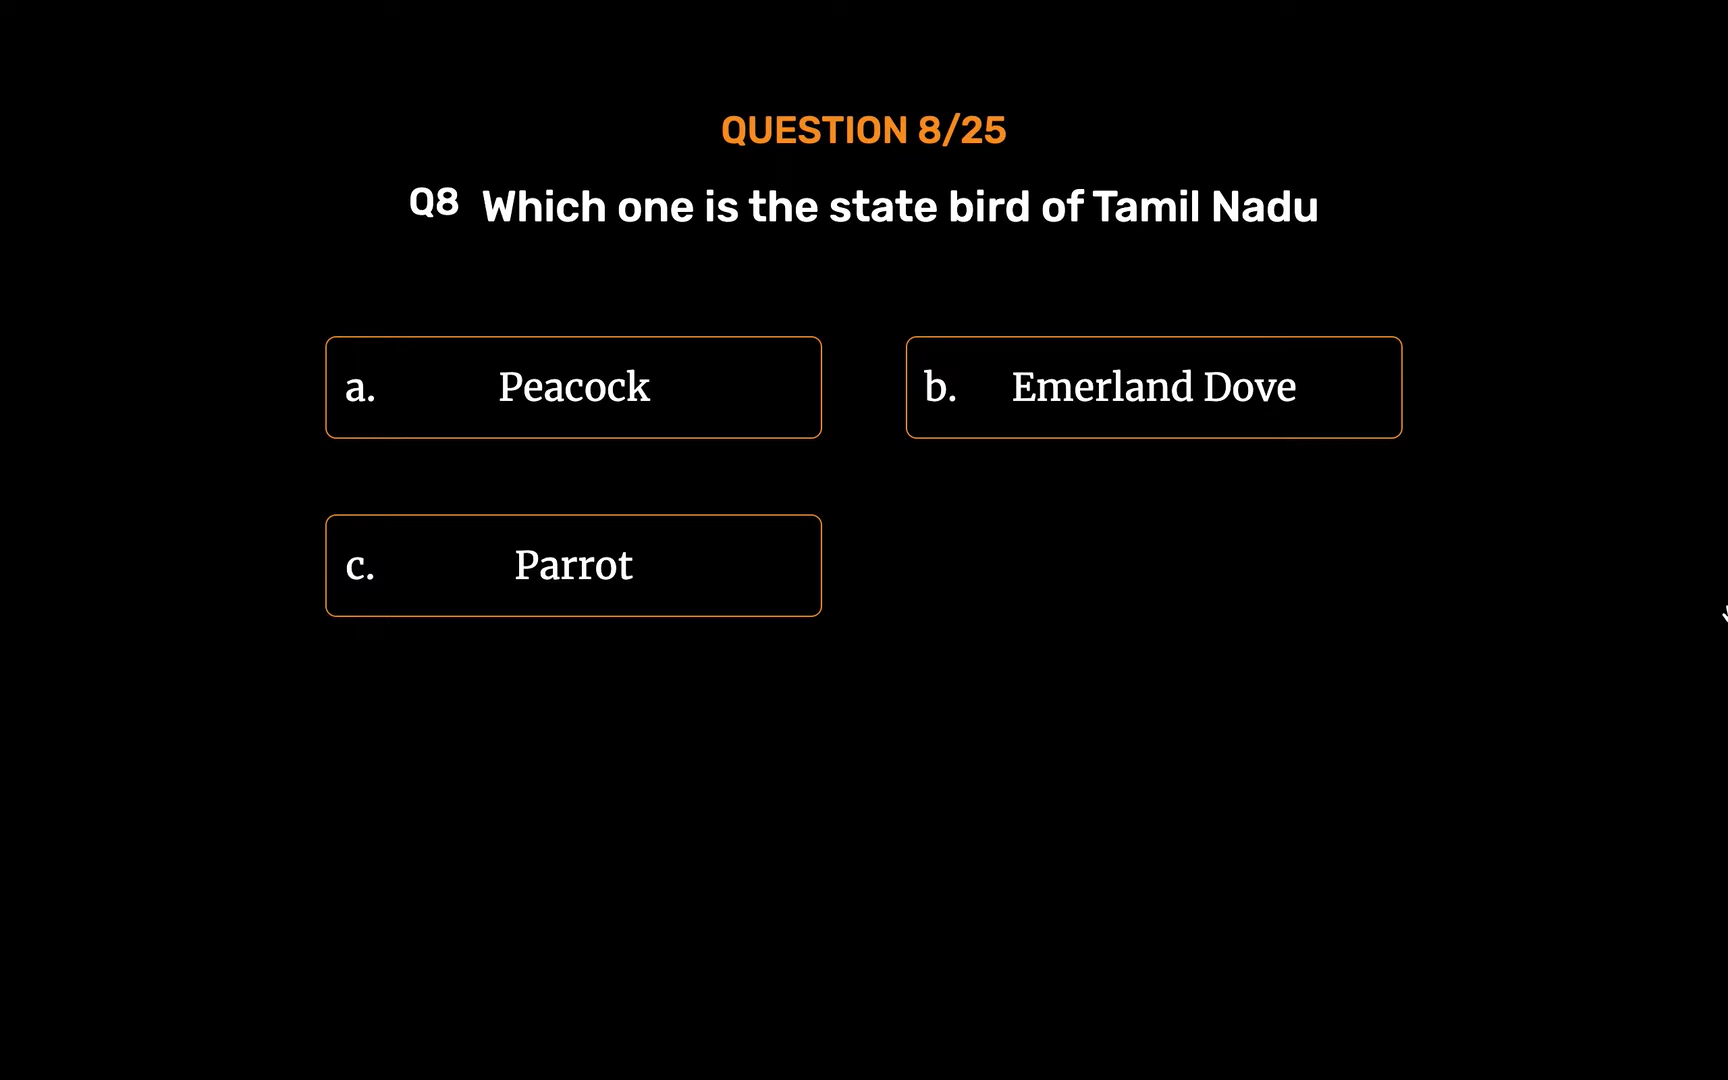 QUESTION 8/25
Q8 Which one is the state bird of Tamil Nadu
a. Peacock
b. Emerland Dove
c. Parrot